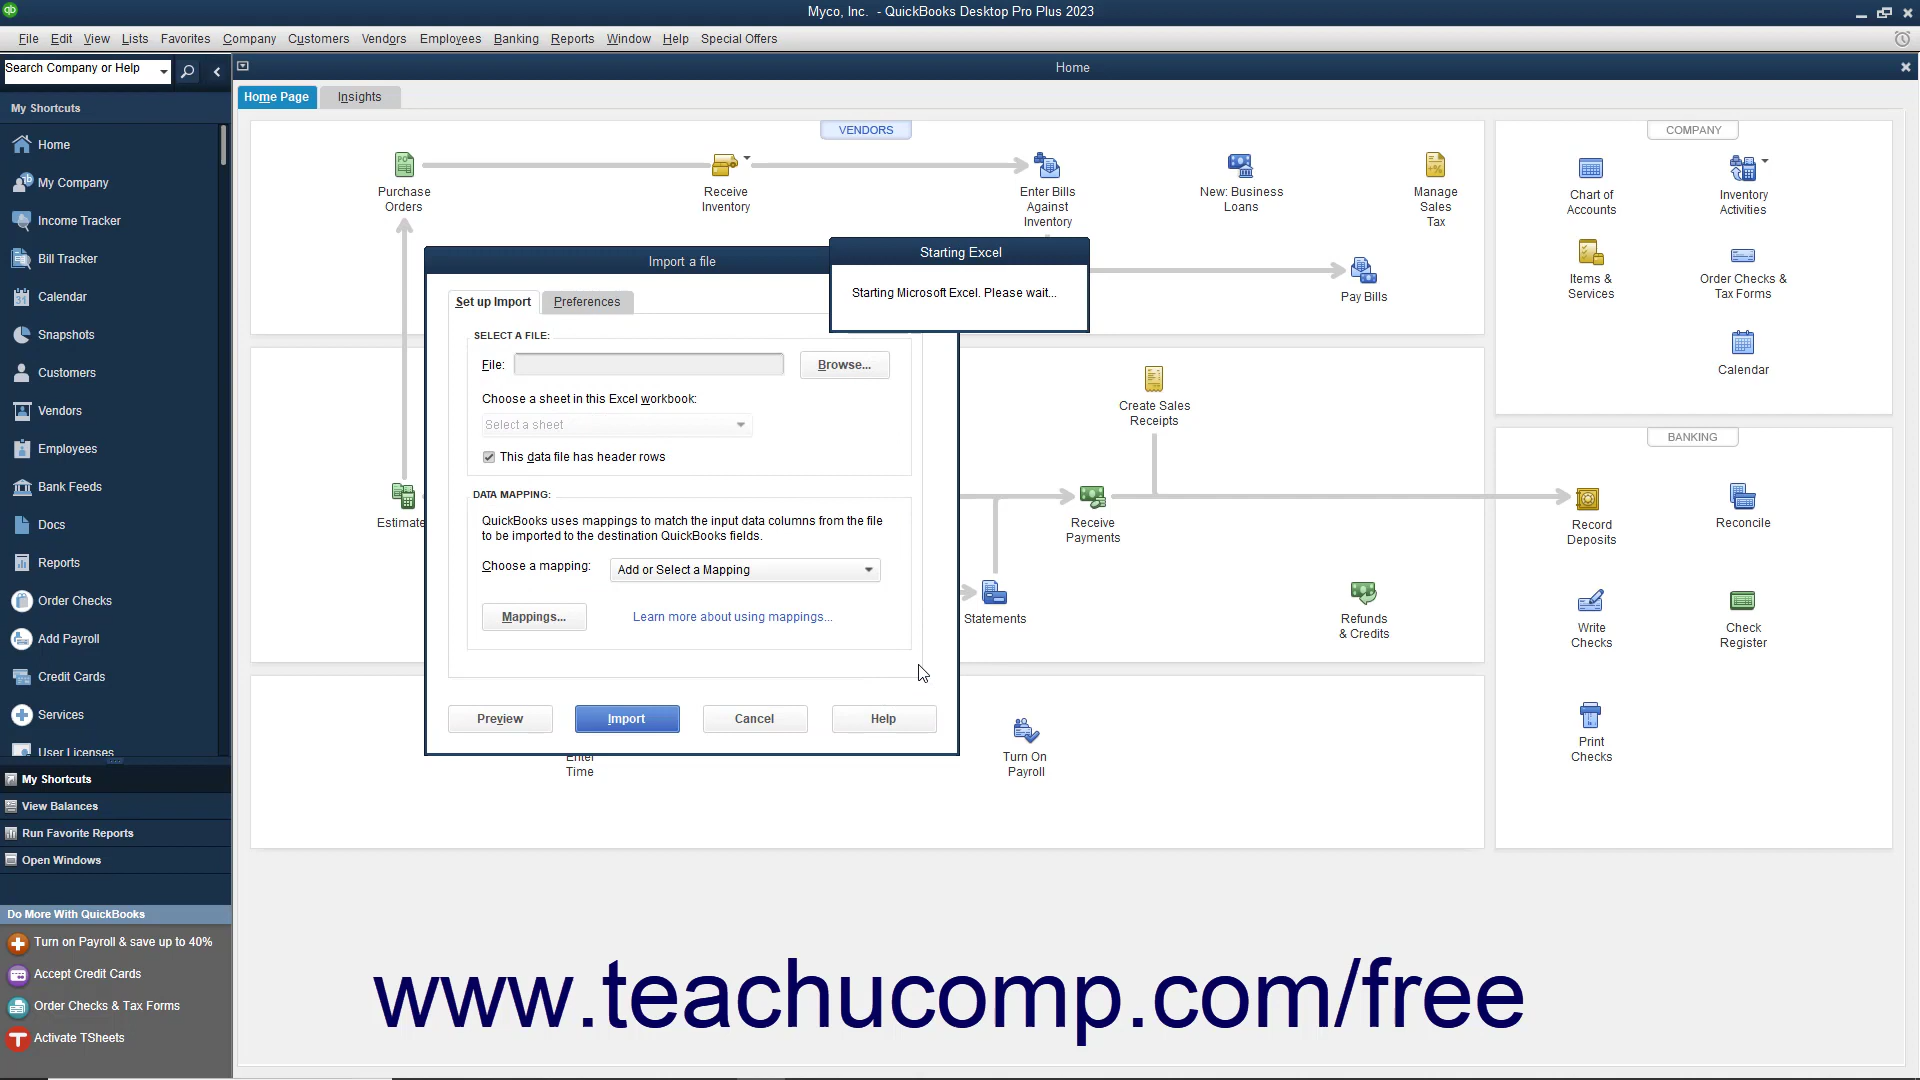 Myco, Inc.  - QuickBooks Desktop Pro Plus 2023
File Edit View Lists Favorites Company Customers Vendors Employees Banking Reports Window Help Special Offers
Search Company or Help
My Shortcuts
Home
My Company
Income Tracker
Bill Tracker
Calendar
Snapshots
Customers
Vendors
Employees
Bank Feeds
Docs
Reports
Order Checks
Add Payroll
Credit Cards
Services
User Licenses
My Shortcuts
View Balances
Run Favorite Reports
Open Windows
Do More With QuickBooks
Turn on Payroll & save up to 40%
Accept Credit Cards
Order Checks & Tax Forms
Activate TSheets
Home
Home Page
Insights
VENDORS
Purchase
Orders
Receive
Inventory
Enter Bills
Against
Inventory
New: Business
Loans
Manage
Sales
Tax
Pay Bills
Import a file
Set up Import
Preferences
SELECT A FILE:
File:
Browse...
Choose a sheet in this Excel workbook:
Select a sheet
This data file has header rows
DATA MAPPING:
QuickBooks uses mappings to match the input data columns from the file
to be imported to the destination QuickBooks fields.
Choose a mapping:
Add or Select a Mapping
Mappings...
Learn more about using mappings...
Preview
Import
Cancel
Help
Starting Excel
Starting Microsoft Excel. Please wait...
Estimate
Create Sales
Receipts
Receive
Payments
Statements
Refunds
& Credits
Enter
Time
Turn On
Payroll
COMPANY
Chart of
Accounts
Inventory
Activities
Items &
Services
Order Checks &
Tax Forms
Calendar
BANKING
Record
Deposits
Reconcile
Write
Checks
Check
Register
Print
Checks
www.teachucomp.com/free